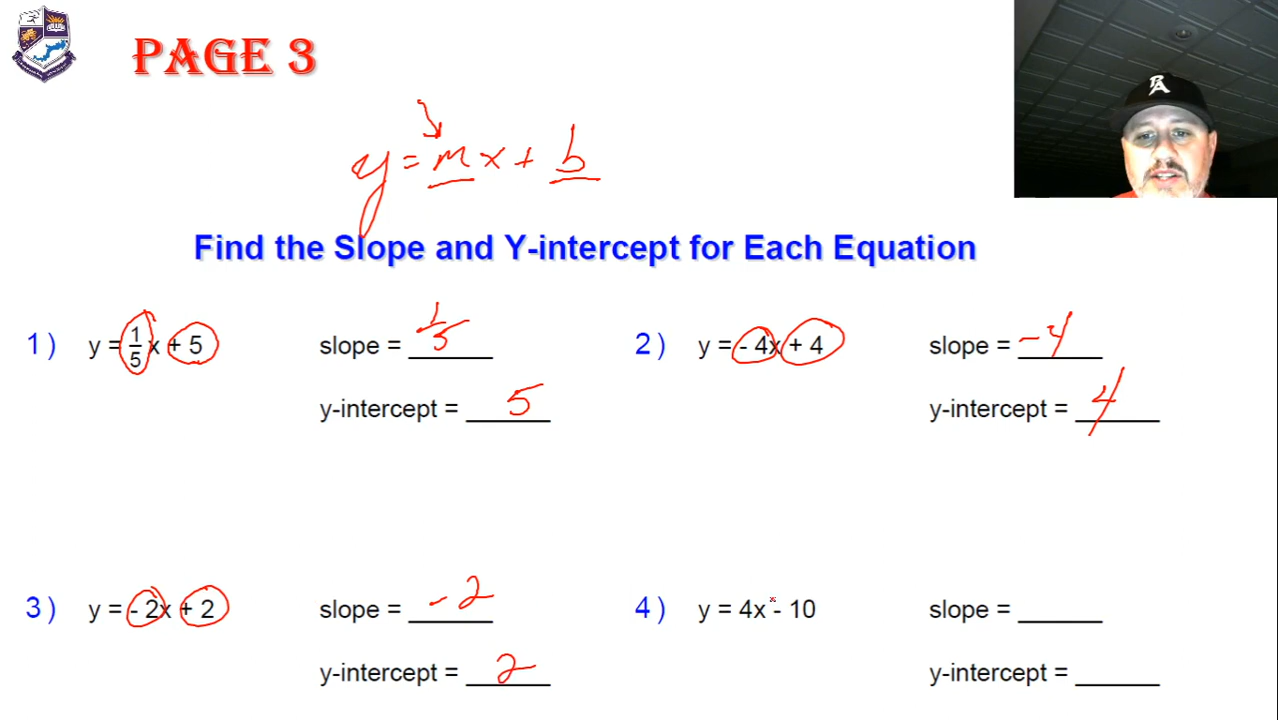 PAGE 3
y = mx + b
Find the Slope and Y-intercept for Each Equation
1) y = 1/5 x + 5 slope = 1/5
y-intercept = 5
2) y = - 4x + 4 slope = -4
y-intercept = 4
3) y = - 2x + 2 slope = -2
y-intercept = 2
4) y = 4x - 10 slope = ______
y-intercept = ______